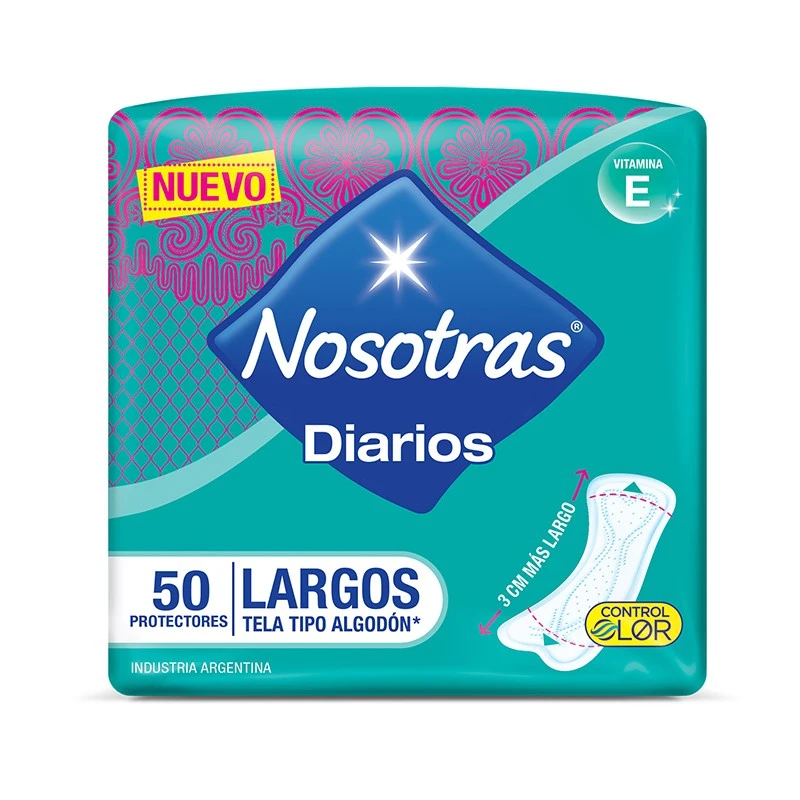 NUEVO
VITAMINA
E
Nosotras®
Diarios
3 CM MÁS LARGO
50
PROTECTORES
LARGOS
TELA TIPO ALGODÓN*
CONTROL
OLOR
INDUSTRIA ARGENTINA